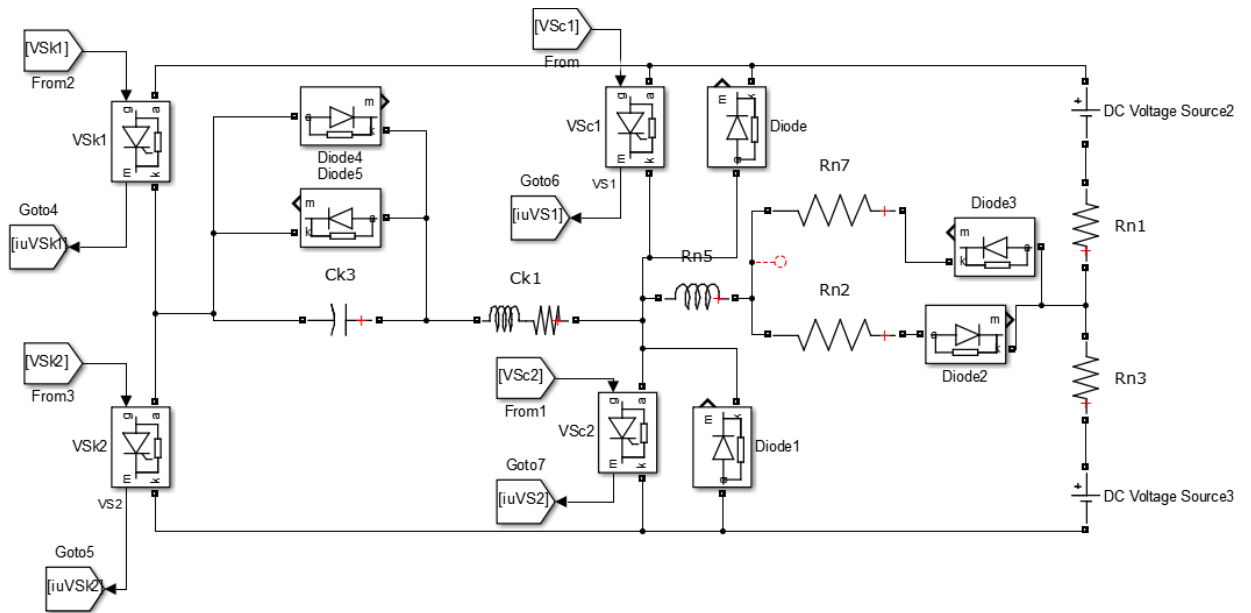 [VSk1]
From2
g
a
VSk1
m
k
Goto4
[iuVSk1]
[VSk2]
From3
g
a
VSk2
m
k
VS2
Goto5
[iuVSk2]
m
a
k
Diode4
Diode5
m
k
a
Ck3
Ck1
[VSc1]
From
g
a
VSc1
m
k
VS1
Goto6
[iuVS1]
m
k
a
Diode
Rn5
[VSc2]
From1
g
a
VSc2
m
k
Goto7
[iuVS2]
m
k
a
Diode1
Rn7
Diode3
m
k
a
Rn2
m
a
k
Diode2
+
DC Voltage Source2
Rn1
Rn3
+
DC Voltage Source3